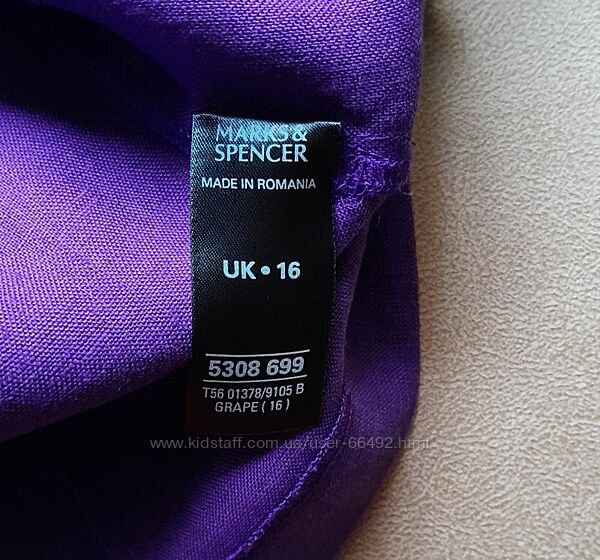 MARKS &
SPENCER
MADE IN ROMANIA
UK • 16
5308 699
T56 01378/9105 B
GRAPE ( 16 )
www.kidstaff.com.ua/user-66492.html